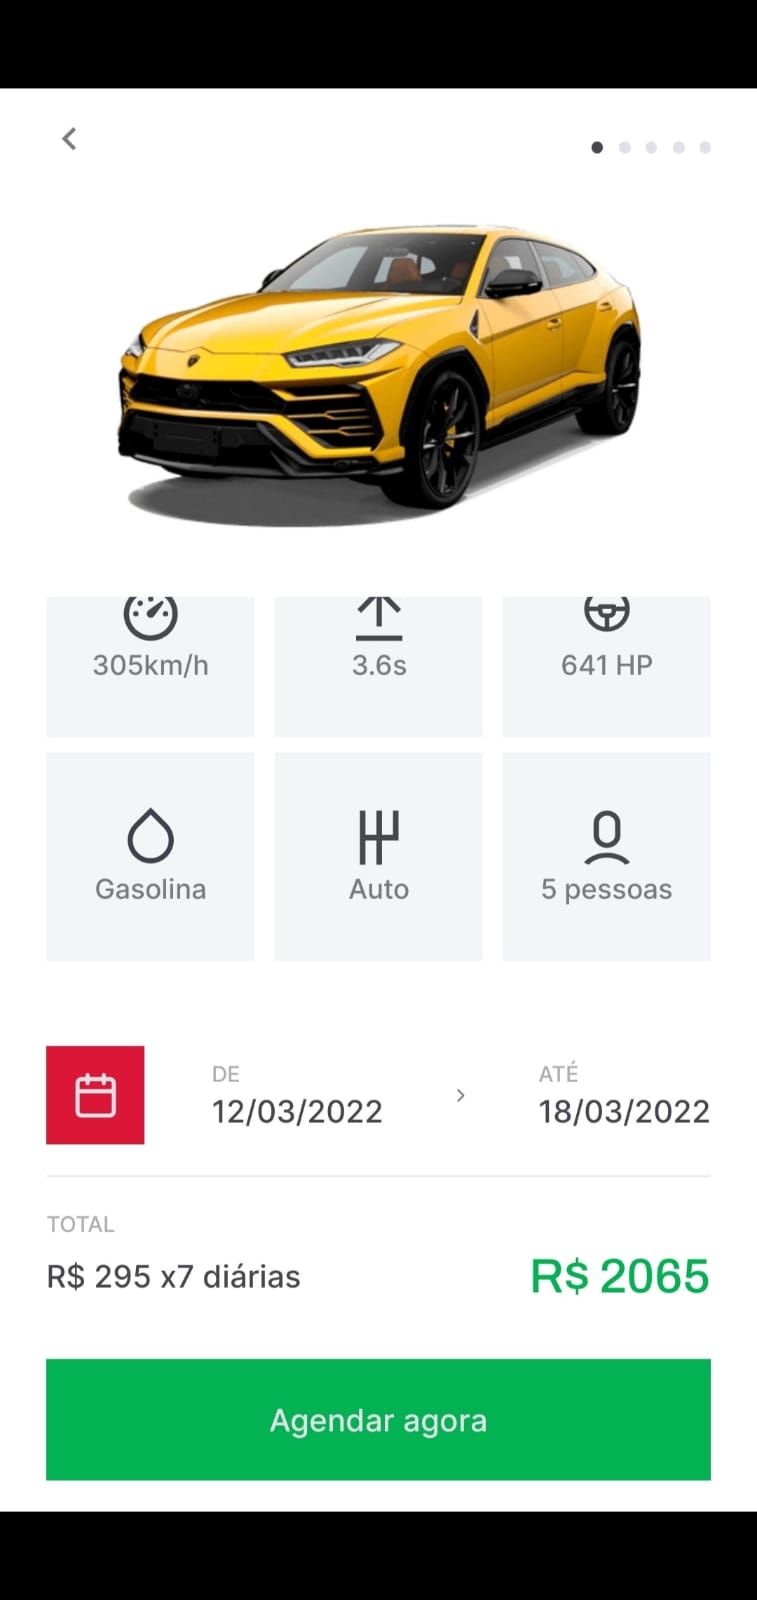 305km/h
3.6s
641 HP
Gasolina
Auto
5 pessoas
DE
ATÉ
12/03/2022
18/03/2022
TOTAL
R$ 295 x7 diárias
R$ 2065
Agendar agora